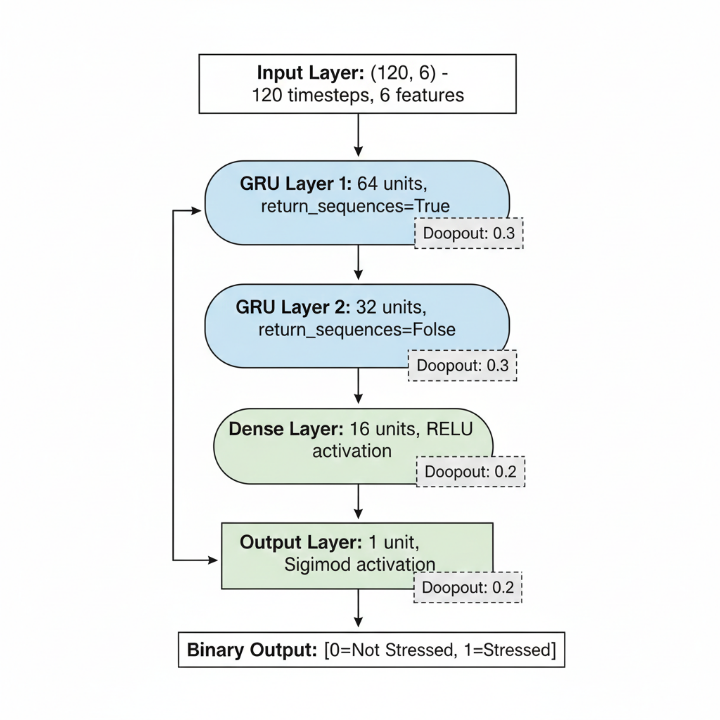 Input Layer: (120, 6) -
120 timesteps, 6 features
GRU Layer 1: 64 units,
return_sequences=True
Doopout: 0.3
GRU Layer 2: 32 units,
return_sequences=Folse
Doopout: 0.3
Dense Layer: 16 units, RELU
activation
Doopout: 0.2
Output Layer: 1 unit,
Sigimod activation
Doopout: 0.2
Binary Output: [0=Not Stressed, 1=Stressed]